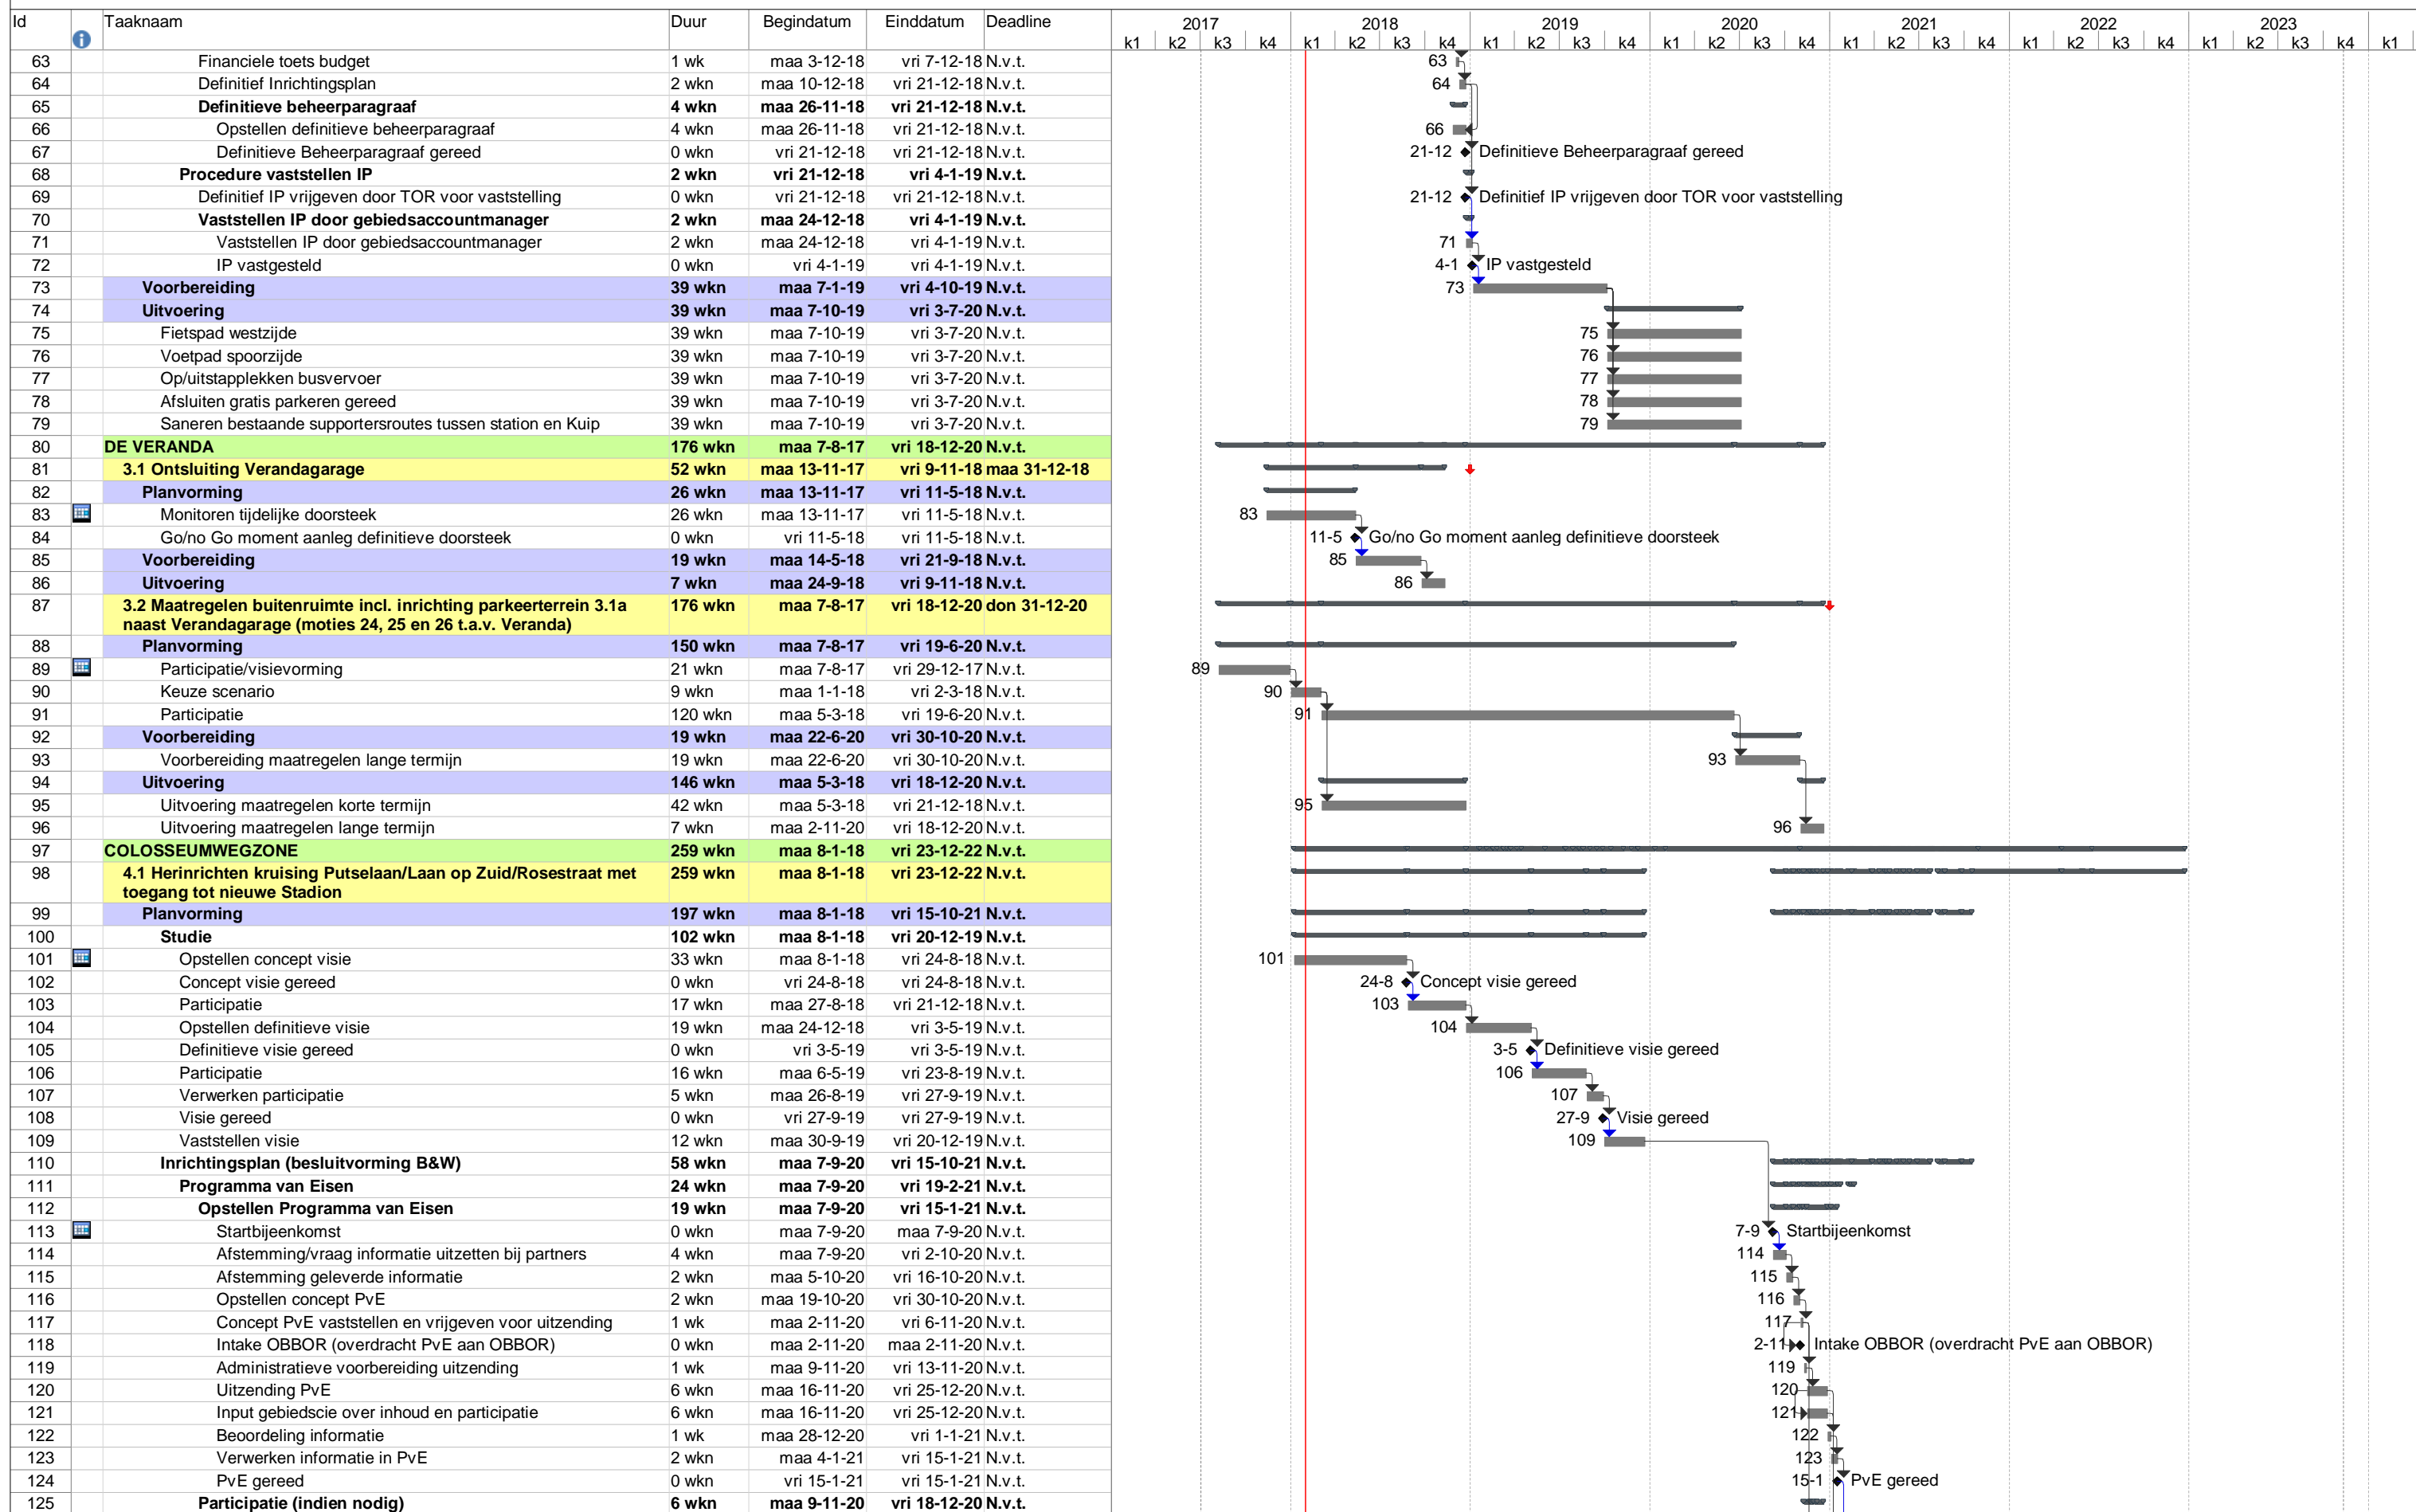 Id Taaknaam Duur Begindatum Einddatum Deadline 2017 2018 2019 2020 2021 2022 2023
k1 k2 k3 k4 k1 k2 k3 k4 k1 k2 k3 k4 k1 k2 k3 k4 k1 k2 k3 k4 k1 k2 k3 k4 k1 k2 k3 k4 k1
63 Financiele toets budget 1 wk maa 3-12-18 vri 7-12-18 N.v.t. 63
64 Definitief Inrichtingsplan 2 wkn maa 10-12-18 vri 21-12-18 N.v.t. 64
65 Definitieve beheerparagraaf 4 wkn maa 26-11-18 vri 21-12-18 N.v.t.
66 Opstellen definitieve beheerparagraaf 4 wkn maa 26-11-18 vri 21-12-18 N.v.t. 66
67 Definitieve Beheerparagraaf gereed 0 wkn vri 21-12-18 vri 21-12-18 N.v.t. 21-12 Definitieve Beheerparagraaf gereed
68 Procedure vaststellen IP 2 wkn vri 21-12-18 vri 4-1-19 N.v.t.
69 Definitief IP vrijgeven door TOR voor vaststelling 0 wkn vri 21-12-18 vri 21-12-18 N.v.t. 21-12 Definitief IP vrijgeven door TOR voor vaststelling
70 Vaststellen IP door gebiedsaccountmanager 2 wkn maa 24-12-18 vri 4-1-19 N.v.t.
71 Vaststellen IP door gebiedsaccountmanager 2 wkn maa 24-12-18 vri 4-1-19 N.v.t. 71
72 IP vastgesteld 0 wkn vri 4-1-19 vri 4-1-19 N.v.t. 4-1 IP vastgesteld
73 Voorbereiding 39 wkn maa 7-1-19 vri 4-10-19 N.v.t. 73
74 Uitvoering 39 wkn maa 7-10-19 vri 3-7-20 N.v.t.
75 Fietspad westzijde 39 wkn maa 7-10-19 vri 3-7-20 N.v.t. 75
76 Voetpad spoorzijde 39 wkn maa 7-10-19 vri 3-7-20 N.v.t. 76
77 Op/uitstapplekken busvervoer 39 wkn maa 7-10-19 vri 3-7-20 N.v.t. 77
78 Afsluiten gratis parkeren gereed 39 wkn maa 7-10-19 vri 3-7-20 N.v.t. 78
79 Saneren bestaande supportersroutes tussen station en Kuip 39 wkn maa 7-10-19 vri 3-7-20 N.v.t. 79
80 DE VERANDA 176 wkn maa 7-8-17 vri 18-12-20 N.v.t.
81 3.1 Ontsluiting Verandagarage 52 wkn maa 13-11-17 vri 9-11-18 maa 31-12-18
82 Planvorming 26 wkn maa 13-11-17 vri 11-5-18 N.v.t.
83 Monitoren tijdelijke doorsteek 26 wkn maa 13-11-17 vri 11-5-18 N.v.t. 83
84 Go/no Go moment aanleg definitieve doorsteek 0 wkn vri 11-5-18 vri 11-5-18 N.v.t. 11-5 Go/no Go moment aanleg definitieve doorsteek
85 Voorbereiding 19 wkn maa 14-5-18 vri 21-9-18 N.v.t. 85
86 Uitvoering 7 wkn maa 24-9-18 vri 9-11-18 N.v.t. 86
87 3.2 Maatregelen buitenruimte incl. inrichting parkeerterrein 3.1a 176 wkn maa 7-8-17 vri 18-12-20 don 31-12-20
naast Verandagarage (moties 24, 25 en 26 t.a.v. Veranda)
88 Planvorming 150 wkn maa 7-8-17 vri 19-6-20 N.v.t.
89 Participatie/visievorming 21 wkn maa 7-8-17 vri 29-12-17 N.v.t. 89
90 Keuze scenario 9 wkn maa 1-1-18 vri 2-3-18 N.v.t. 90
91 Participatie 120 wkn maa 5-3-18 vri 19-6-20 N.v.t. 91
92 Voorbereiding 19 wkn maa 22-6-20 vri 30-10-20 N.v.t.
93 Voorbereiding maatregelen lange termijn 19 wkn maa 22-6-20 vri 30-10-20 N.v.t. 93
94 Uitvoering 146 wkn maa 5-3-18 vri 18-12-20 N.v.t.
95 Uitvoering maatregelen korte termijn 42 wkn maa 5-3-18 vri 21-12-18 N.v.t. 95
96 Uitvoering maatregelen lange termijn 7 wkn maa 2-11-20 vri 18-12-20 N.v.t. 96
97 COLOSSEUMWEGZONE 259 wkn maa 8-1-18 vri 23-12-22 N.v.t.
98 4.1 Herinrichten kruising Putselaan/Laan op Zuid/Rosestraat met 259 wkn maa 8-1-18 vri 23-12-22 N.v.t.
toegang tot nieuwe Stadion
99 Planvorming 197 wkn maa 8-1-18 vri 15-10-21 N.v.t.
100 Studie 102 wkn maa 8-1-18 vri 20-12-19 N.v.t.
101 Opstellen concept visie 33 wkn maa 8-1-18 vri 24-8-18 N.v.t. 101
102 Concept visie gereed 0 wkn vri 24-8-18 vri 24-8-18 N.v.t. 24-8 Concept visie gereed
103 Participatie 17 wkn maa 27-8-18 vri 21-12-18 N.v.t. 103
104 Opstellen definitieve visie 19 wkn maa 24-12-18 vri 3-5-19 N.v.t. 104
105 Definitieve visie gereed 0 wkn vri 3-5-19 vri 3-5-19 N.v.t. 3-5 Definitieve visie gereed
106 Participatie 16 wkn maa 6-5-19 vri 23-8-19 N.v.t. 106
107 Verwerken participatie 5 wkn maa 26-8-19 vri 27-9-19 N.v.t. 107
108 Visie gereed 0 wkn vri 27-9-19 vri 27-9-19 N.v.t. 27-9 Visie gereed
109 Vaststellen visie 12 wkn maa 30-9-19 vri 20-12-19 N.v.t. 109
110 Inrichtingsplan (besluitvorming B&W) 58 wkn maa 7-9-20 vri 15-10-21 N.v.t.
111 Programma van Eisen 24 wkn maa 7-9-20 vri 19-2-21 N.v.t.
112 Opstellen Programma van Eisen 19 wkn maa 7-9-20 vri 15-1-21 N.v.t.
113 Startbijeenkomst 0 wkn maa 7-9-20 maa 7-9-20 N.v.t. 7-9 Startbijeenkomst
114 Afstemming/vraag informatie uitzetten bij partners 4 wkn maa 7-9-20 vri 2-10-20 N.v.t. 114
115 Afstemming geleverde informatie 2 wkn maa 5-10-20 vri 16-10-20 N.v.t. 115
116 Opstellen concept PvE 2 wkn maa 19-10-20 vri 30-10-20 N.v.t. 116
117 Concept PvE vaststellen en vrijgeven voor uitzending 1 wk maa 2-11-20 vri 6-11-20 N.v.t. 117
118 Intake OBBOR (overdracht PvE aan OBBOR) 0 wkn maa 2-11-20 maa 2-11-20 N.v.t. 2-11 Intake OBBOR (overdracht PvE aan OBBOR)
119 Administratieve voorbereiding uitzending 1 wk maa 9-11-20 vri 13-11-20 N.v.t. 119
120 Uitzending PvE 6 wkn maa 16-11-20 vri 25-12-20 N.v.t. 120
121 Input gebiedscie over inhoud en participatie 6 wkn maa 16-11-20 vri 25-12-20 N.v.t. 121
122 Beoordeling informatie 1 wk maa 28-12-20 vri 1-1-21 N.v.t. 122
123 Verwerken informatie in PvE 2 wkn maa 4-1-21 vri 15-1-21 N.v.t. 123
124 PvE gereed 0 wkn vri 15-1-21 vri 15-1-21 N.v.t. 15-1 PvE gereed
125 Participatie (indien nodig) 6 wkn maa 9-11-20 vri 18-12-20 N.v.t.